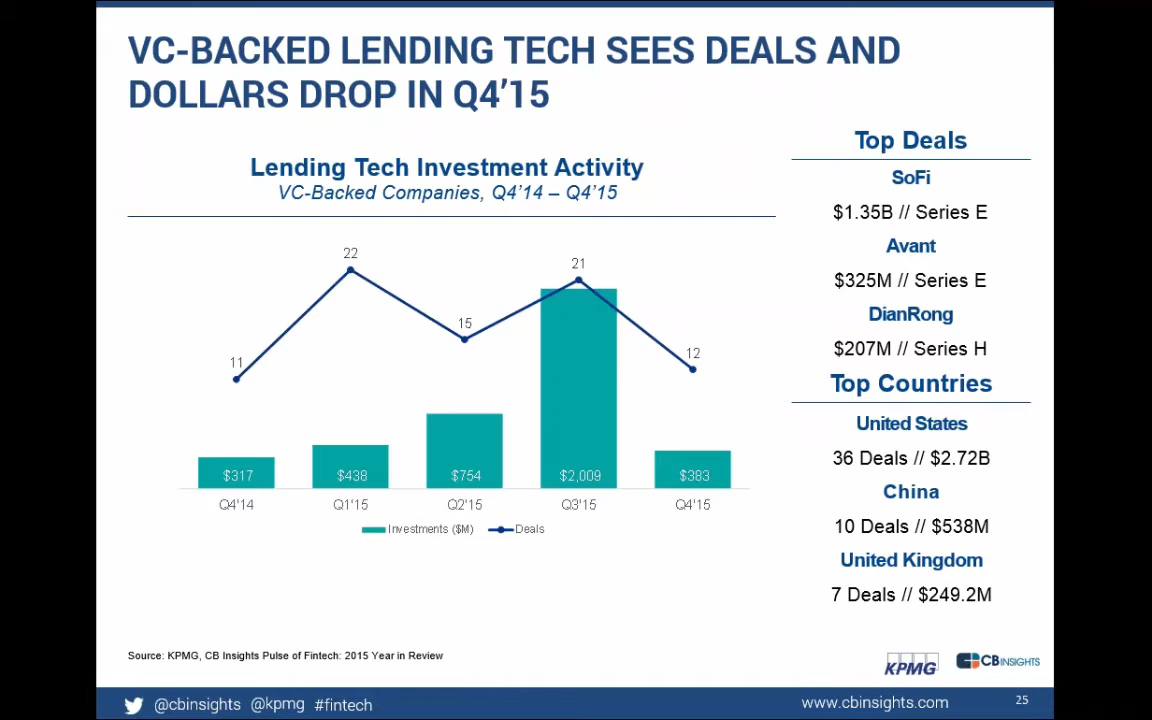 VC-BACKED LENDING TECH SEES DEALS AND
DOLLARS DROP IN Q4’15
Lending Tech Investment Activity
VC-Backed Companies, Q4’14 – Q4’15
22
21
15
12
11
$317
$438
$754
$2,009
$383
Q4'14
Q1'15
Q2'15
Q3'15
Q4'15
Investments ($M)
Deals
Top Deals
SoFi
$1.35B // Series E
Avant
$325M // Series E
DianRong
$207M // Series H
Top Countries
United States
36 Deals // $2.72B
China
10 Deals // $538M
United Kingdom
7 Deals // $249.2M
Source: KPMG, CB Insights Pulse of Fintech: 2015 Year in Review
KPMG
CBINSIGHTS
@cbinsights @kpmg #fintech
www.cbinsights.com
25